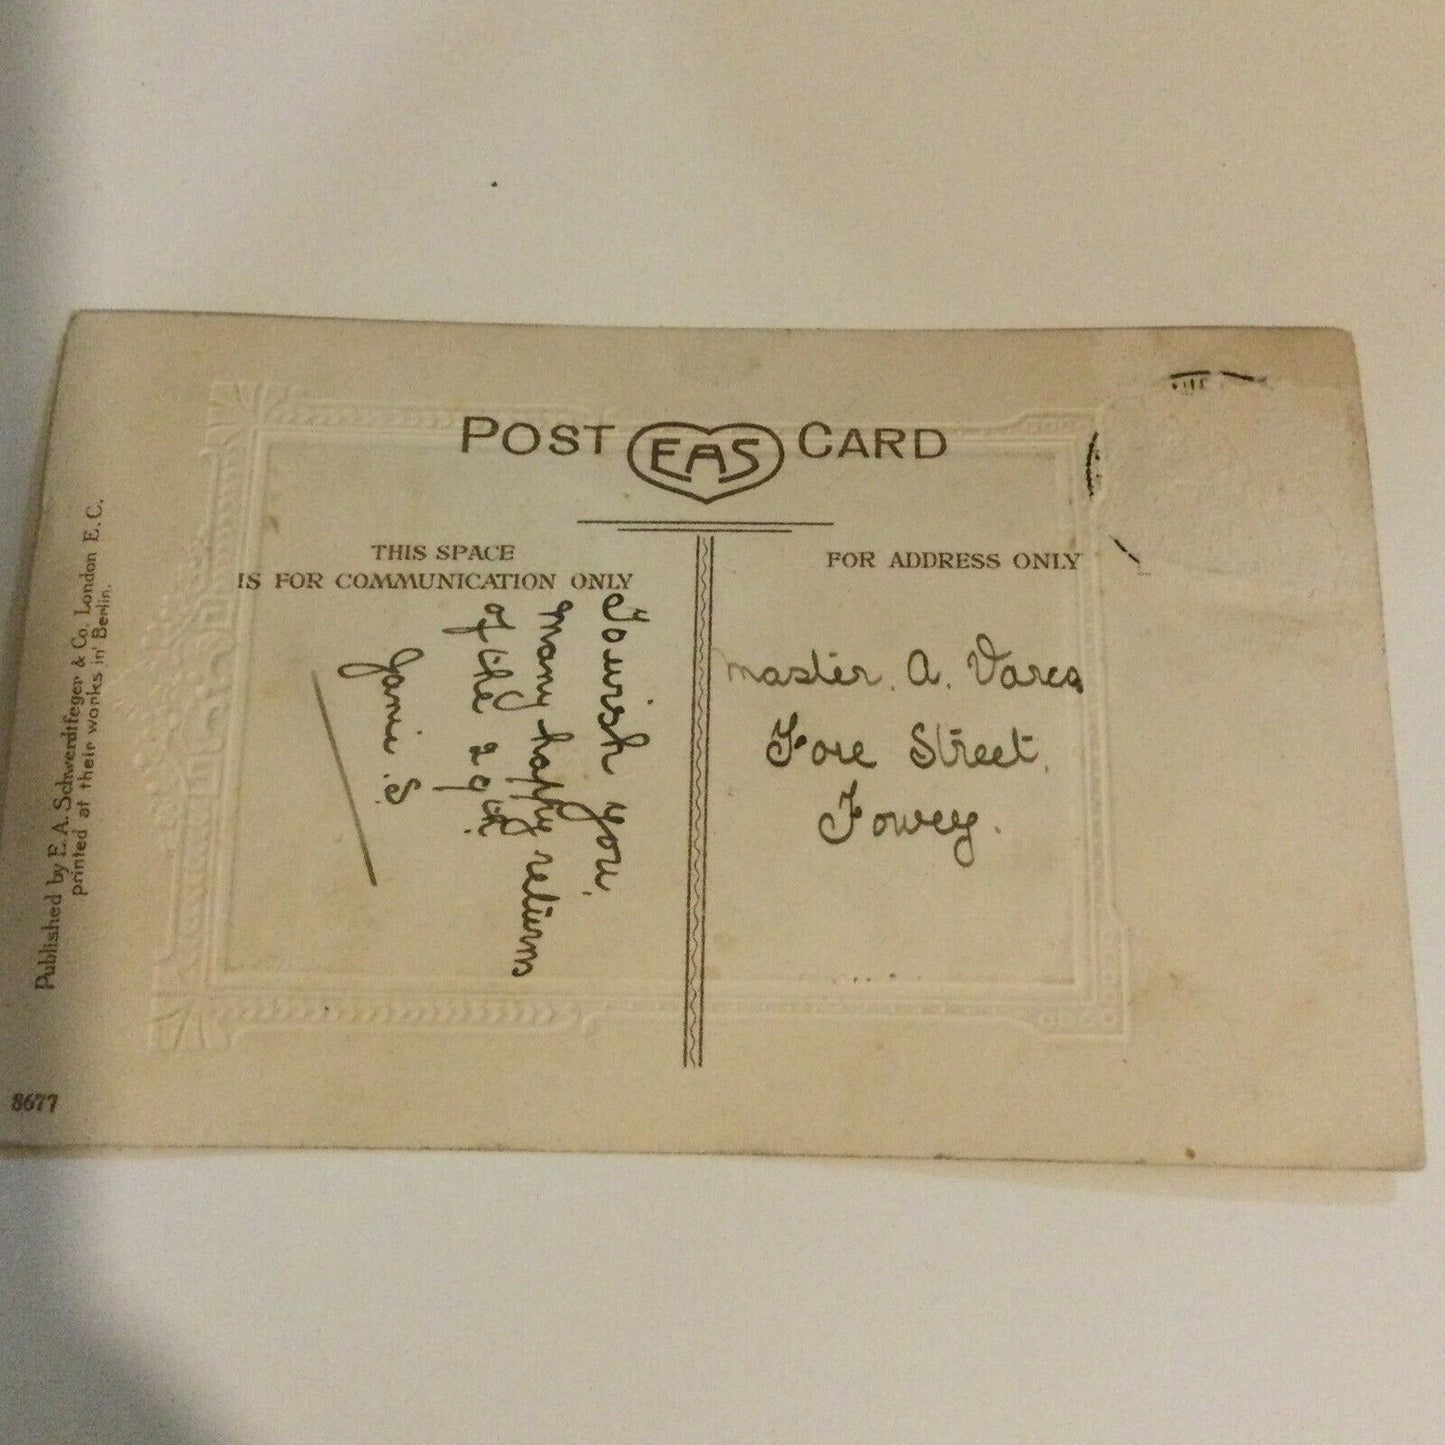 POST EAS CARD
THIS SPACE
IS FOR COMMUNICATION ONLY
To wish you,
many happy returns
of the 29th.
Janie. S.
FOR ADDRESS ONLY
Master. A. Varco
Fore Street,
Fowey.
Published by E.A. Schwerdtfeger & Co. London E.C.
printed at their works in Berlin.
8677